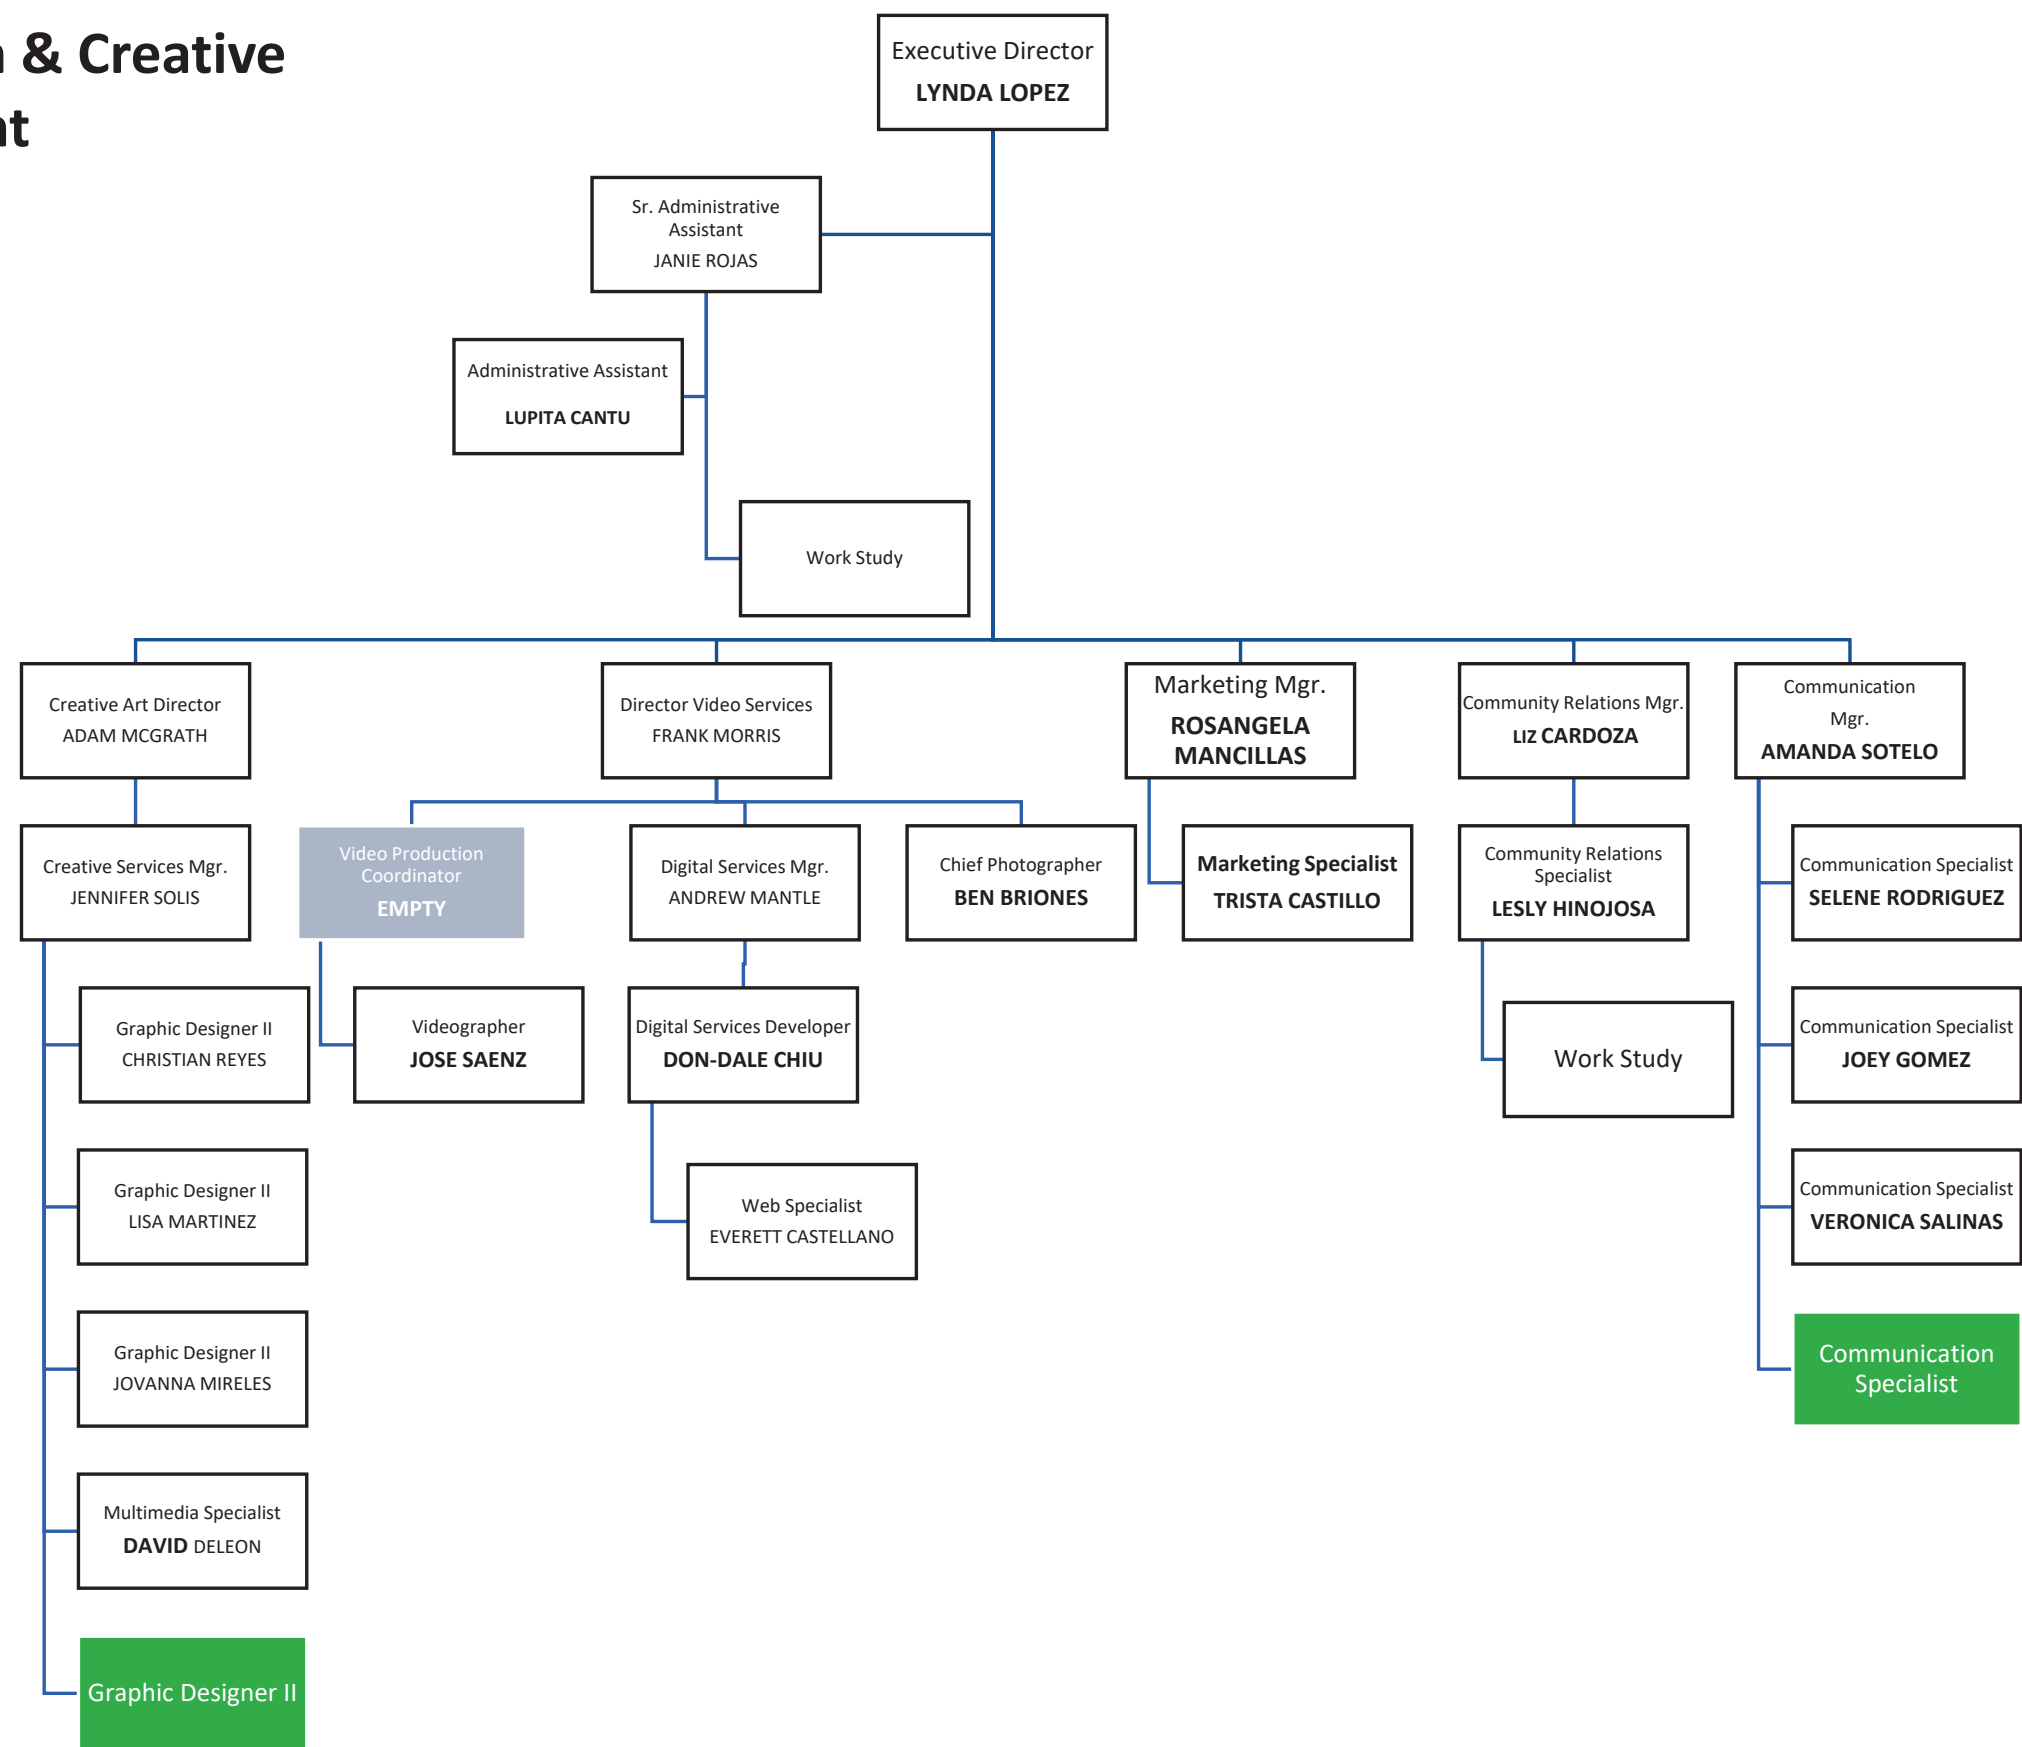 & Creative
Executive Director
LYNDA LOPEZ
Sr. Administrative
Assistant
JANIE ROJAS
Administrative Assistant
LUPITA CANTU
Work Study
Creative Art Director
ADAM MCGRATH
Director Video Services
FRANK MORRIS
Marketing Mgr.
ROSANGELA
MANCILLAS
Community Relations Mgr.
LIZ CARDOZA
Communication
Mgr.
AMANDA SOTELO
Creative Services Mgr.
JENNIFER SOLIS
Video Production
Coordinator
EMPTY
Digital Services Mgr.
ANDREW MANTLE
Chief Photographer
BEN BRIONES
Marketing Specialist
TRISTA CASTILLO
Community Relations
Specialist
LESLY HINOJOSA
Communication Specialist
SELENE RODRIGUEZ
Graphic Designer II
CHRISTIAN REYES
Videographer
JOSE SAENZ
Digital Services Developer
DON-DALE CHIU
Work Study
Communication Specialist
JOEY GOMEZ
Graphic Designer II
LISA MARTINEZ
Web Specialist
EVERETT CASTELLANO
Communication Specialist
VERONICA SALINAS
Graphic Designer II
JOVANNA MIRELES
Communication
Specialist
Multimedia Specialist
DAVID DELEON
Graphic Designer II